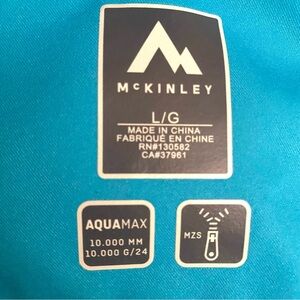 McKINLEY
L/G
MADE IN CHINA
FABRIQUÉ EN CHINE
RN#130582
CA#37961
AQUAMAX
10.000 MM
10.000 G/24
MZS